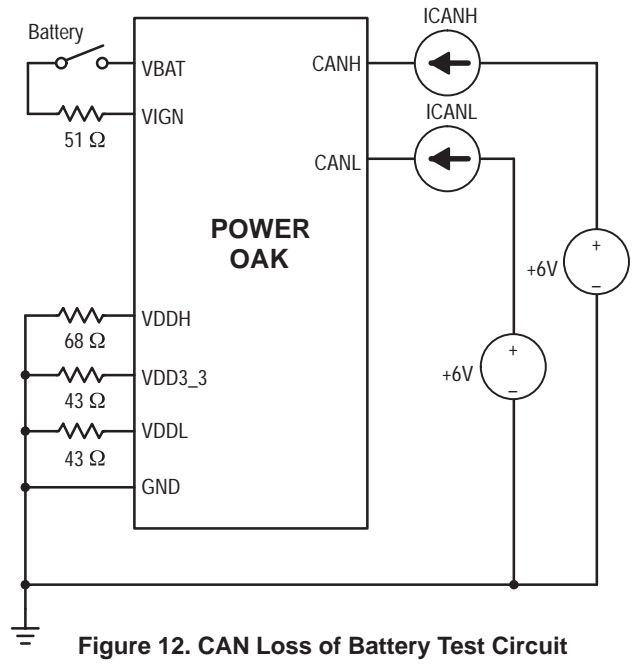 ICANH
Battery
VBAT
CANH
ICANL
VIGN
51 Ω
CANL
POWER
OAK
+
+6V
−
VDDH
68 Ω
+
VDD3_3
+6V
−
43 Ω
VDDL
43 Ω
GND
Figure 12. CAN Loss of Battery Test Circuit